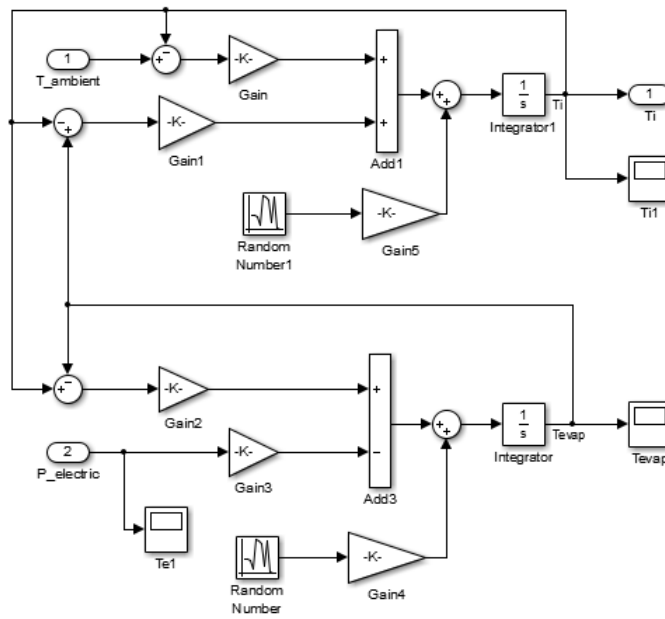 1
T_ambient
-K-
Gain
-K-
Gain1
Add1
1
s
Integrator1
Ti
1
Ti
Ti1
Random
Number1
-K-
Gain5
-K-
Gain2
2
P_electric
-K-
Gain3
Add3
1
s
Integrator
Tevap
Tevap
Te1
Random
Number
-K-
Gain4